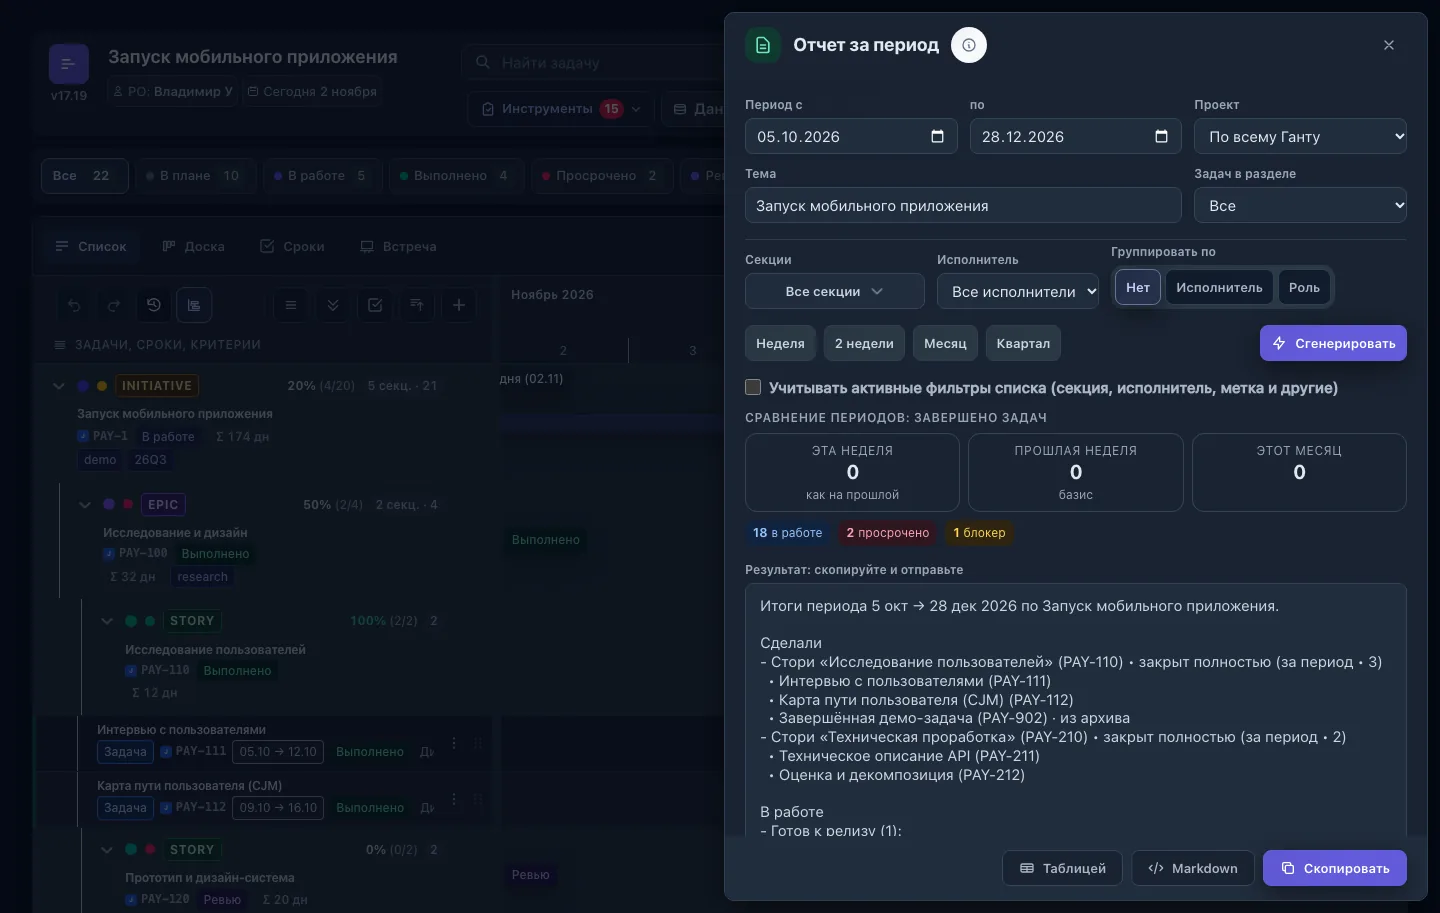 Запуск мобильного приложения
v17.19
PO: Владимир У
Сегодня 2 ноября
Найти задачу
Инструменты 15
Дан
Все 22
В плане 10
В работе 5
Выполнено 4
Просрочено 2
Ре
Список
Доска
Сроки
Встреча
Ноябрь 2026
ЗАДАЧИ, СРОКИ, КРИТЕРИИ
2
3
INITIATIVE
20% (4/20) 5 секц. · 21
дня (02.11)
Запуск мобильного приложения
PAY-1 В работе Σ 174 дн
demo 26Q3
EPIC
50% (2/4) 2 секц. · 4
Исследование и дизайн
PAY-100 Выполнено
Σ 32 дн research
Выполнено
STORY
100% (2/2) 2
Исследование пользователей
PAY-110 Выполнено
Σ 12 дн
Интервью с пользователями
Задача PAY-111 05.10 → 12.10 Выполнено Ди
Карта пути пользователя (CJM)
Задача PAY-112 09.10 → 16.10 Выполнено Ди
STORY
0% (0/2) 2
Прототип и дизайн-система
PAY-120 Ревью Σ 20 дн
Ревью
Отчет за период
Период с
по
Проект
05.10.2026
28.12.2026
По всему Ганту
Тема
Задач в разделе
Запуск мобильного приложения
Все
Секции
Исполнитель
Группировать по
Все секции
Все исполнители
Нет
Исполнитель
Роль
Неделя
2 недели
Месяц
Квартал
Сгенерировать
Учитывать активные фильтры списка (секция, исполнитель, метка и другие)
СРАВНЕНИЕ ПЕРИОДОВ: ЗАВЕРШЕНО ЗАДАЧ
ЭТА НЕДЕЛЯ
0
как на прошлой
ПРОШЛАЯ НЕДЕЛЯ
0
базис
ЭТОТ МЕСЯЦ
0
18 в работе
2 просрочено
1 блокер
Результат: скопируйте и отправьте
Итоги периода 5 окт → 28 дек 2026 по Запуск мобильного приложения.
Сделали
- Стори «Исследование пользователей» (PAY-110) • закрыт полностью (за период • 3)
• Интервью с пользователями (PAY-111)
• Карта пути пользователя (CJM) (PAY-112)
• Завершённая демо-задача (PAY-902) · из архива
- Стори «Техническая проработка» (PAY-210) • закрыт полностью (за период • 2)
• Техническое описание API (PAY-211)
• Оценка и декомпозиция (PAY-212)
В работе
- Готов к релизу (1):
Таблицей
Markdown
Скопировать